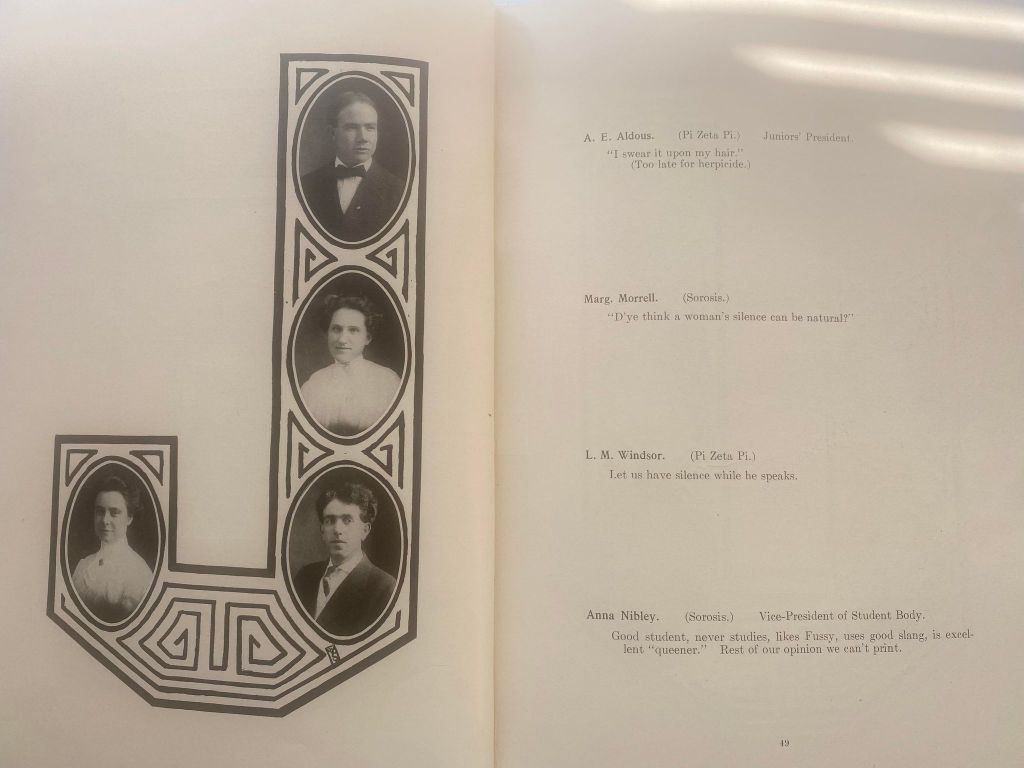 A. E. Aldous. (Pi Zeta Pi.) Juniors' President.
"I swear it upon my hair."
(Too late for herpicide.)
Marg. Morrell. (Sorosis.)
"D'ye think a woman's silence can be natural?"
L. M. Windsor. (Pi Zeta Pi.)
Let us have silence while he speaks.
Anna Nibley. (Sorosis.) Vice-President of Student Body.
Good student, never studies, likes Fussy, uses good slang, is excel-
lent "queener." Rest of our opinion we can't print.
49